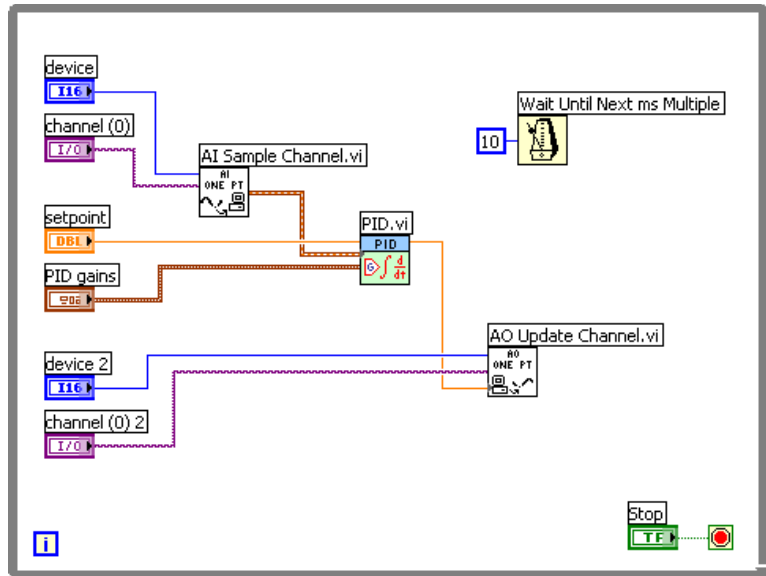 device
I16
channel (0)
I/O
AI Sample Channel.vi
AI
ONE PT
Wait Until Next ms Multiple
10
setpoint
DBL
PID.vi
PID
G
d
dt
PID gains
device 2
I16
channel (0) 2
I/O
AO Update Channel.vi
AO
ONE PT
Stop
TF
i